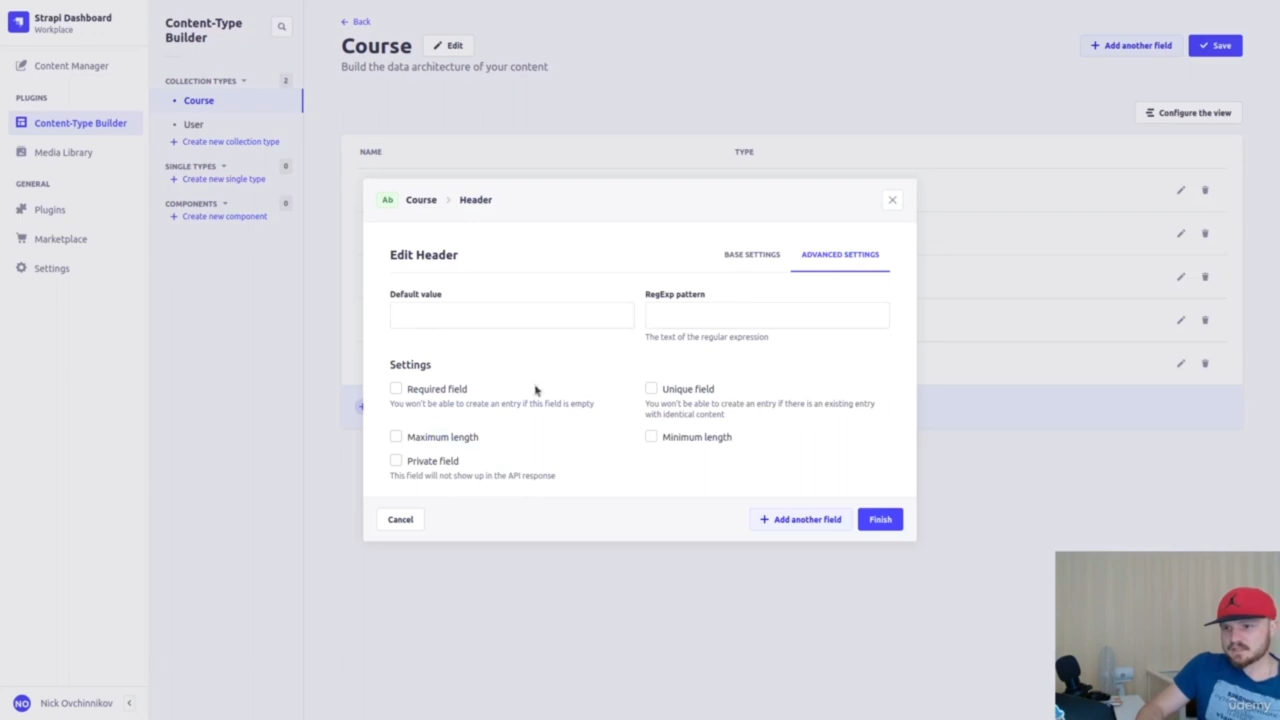 Strapi Dashboard
Workplace
Content Manager
PLUGINS
Content-Type Builder
Media Library
GENERAL
Plugins
Marketplace
Settings
NO Nick Ovchinnikov
Content-Type
Builder
COLLECTION TYPES 2
Course
User
Create new collection type
SINGLE TYPES 0
Create new single type
COMPONENTS 0
Create new component
Back
Course Edit
Build the data architecture of your content
Add another field Save
Configure the view
NAME TYPE
Ab Course Header
Edit Header
BASE SETTINGS ADVANCED SETTINGS
Default value RegExp pattern
The text of the regular expression
Settings
Required field
You won't be able to create an entry if this field is empty
Unique field
You won't be able to create an entry if there is an existing entry
with identical content
Maximum length Minimum length
Private field
This field will not show up in the API response
Cancel Add another field Finish
udemy